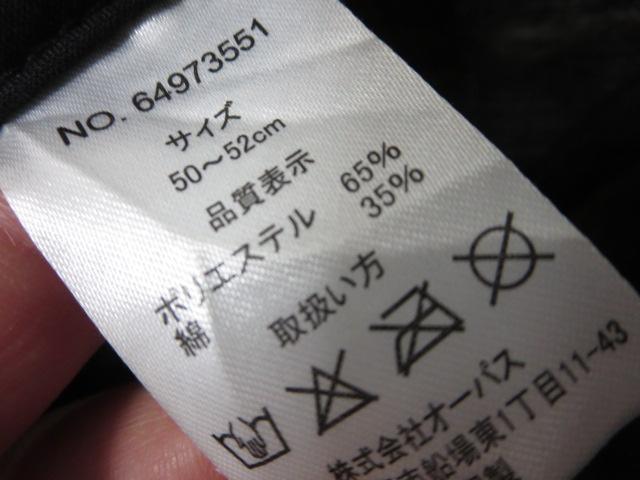 NO. 64973551
サイズ
50～52cm
品質表示
ポリエステル 65%
綿 35%
取扱い方
株式会社オーパス
船場東1丁目11-43
製